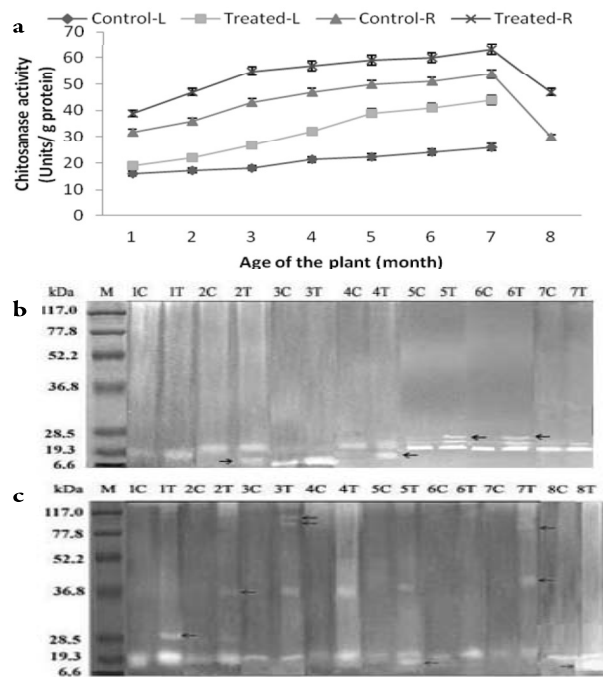 a
Control-L Treated-L Control-R Treated-R
Chitosanase activity
(Units/ g protein)
70
60
50
40
30
20
10
0
1 2 3 4 5 6 7 8
Age of the plant (month)
b
kDa M 1C 1T 2C 2T 3C 3T 4C 4T 5C 5T 6C 6T 7C 7T
117.0
77.8
52.2
36.8
28.5
19.3
6.6
c
kDa M 1C 1T 2C 2T 3C 3T 4C 4T 5C 5T 6C 6T 7C 7T 8C 8T
117.0
77.8
52.2
36.8
28.5
19.3
6.6